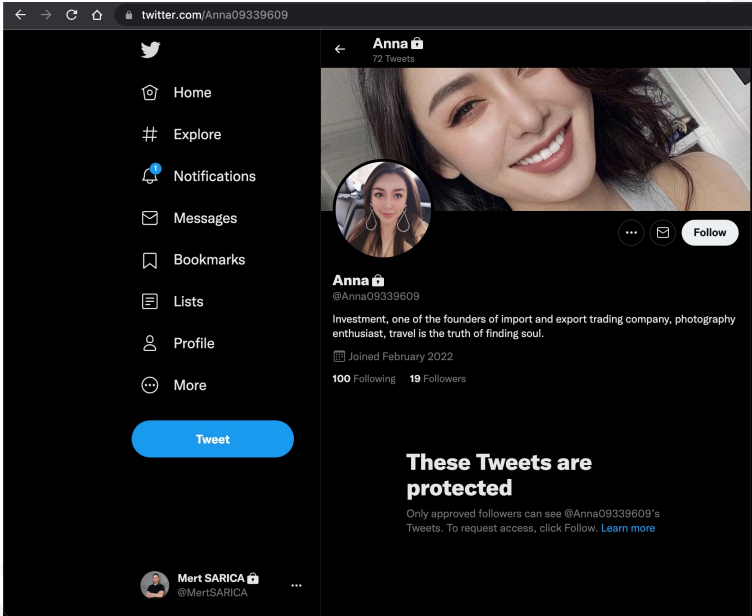 twitter.com/Anna09339609
Anna
72 Tweets
Home
Explore
1
Notifications
Messages
Bookmarks
Lists
Profile
More
Tweet
Mert SARICA
@MertSARICA
Follow
Anna
@Anna09339609
Investment, one of the founders of import and export trading company, photography
enthusiast, travel is the truth of finding soul.
Joined February 2022
100 Following 19 Followers
These Tweets are
protected
Only approved followers can see @Anna09339609's
Tweets. To request access, click Follow. Learn more